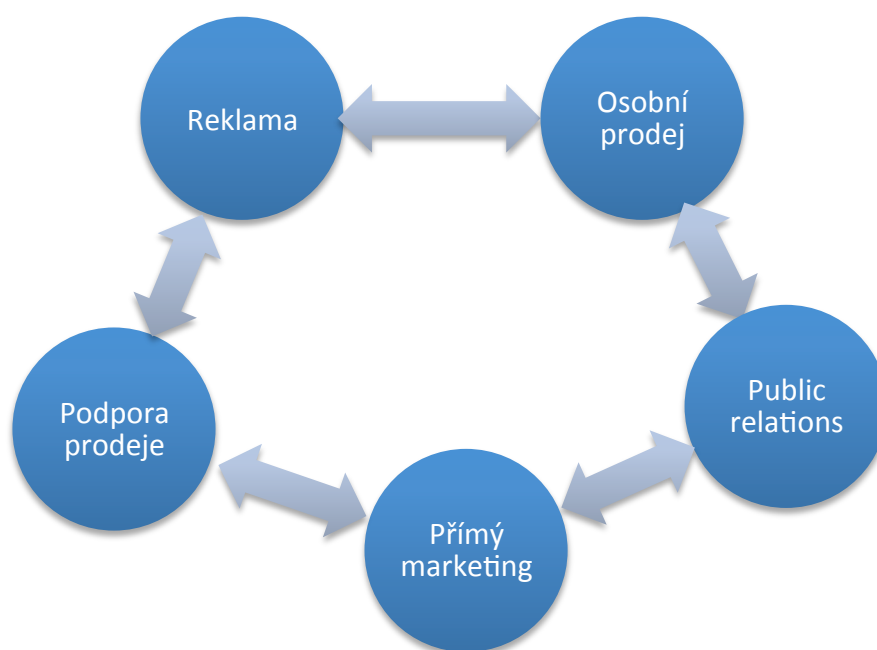 Reklama
Osobní
prodej
Public
relations
Přímý
marketing
Podpora
prodeje